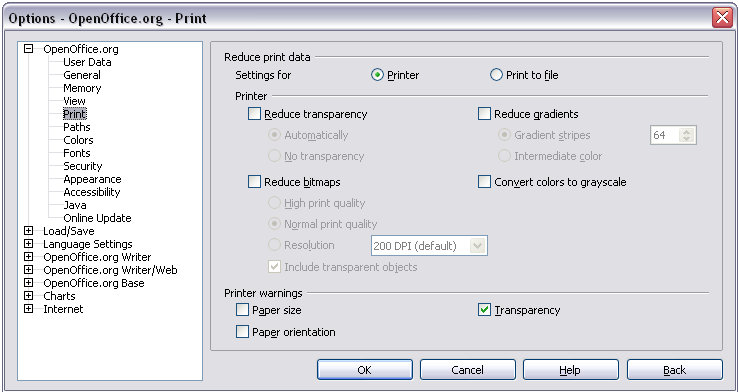 Options - OpenOffice.org - Print
OpenOffice.org
User Data
General
Memory
View
Print
Paths
Colors
Fonts
Security
Appearance
Accessibility
Java
Online Update
Load/Save
Language Settings
OpenOffice.org Writer
OpenOffice.org Writer/Web
OpenOffice.org Base
Charts
Internet
Reduce print data
Settings for Printer Print to file
Printer
Reduce transparency Reduce gradients
Automatically Gradient stripes 64
No transparency Intermediate color
Reduce bitmaps Convert colors to grayscale
High print quality
Normal print quality
Resolution 200 DPI (default)
Include transparent objects
Printer warnings
Paper size Transparency
Paper orientation
OK Cancel Help Back